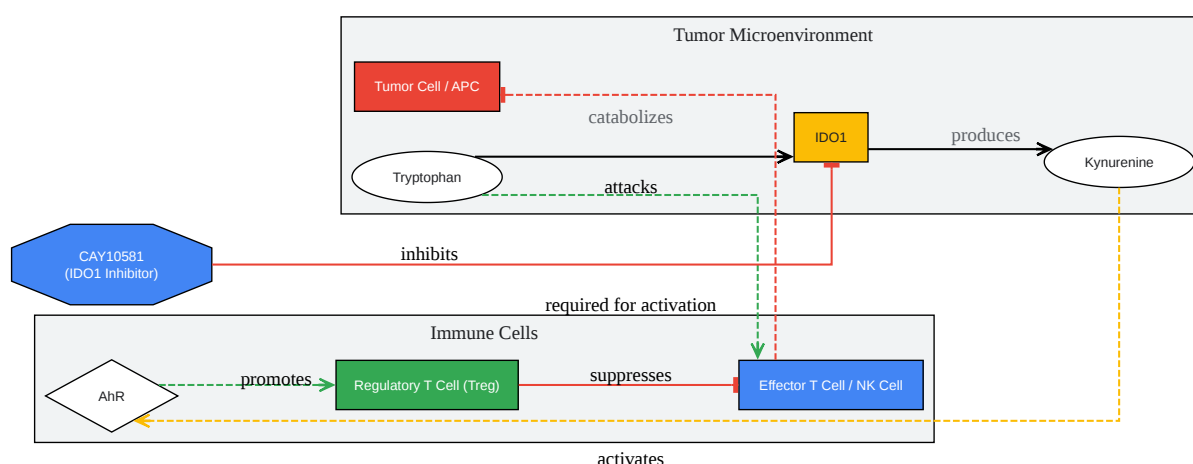 Tumor Microenvironment
Tumor Cell / APC
catabolizes
IDO1
produces
Kynurenine
Tryptophan
attacks
CAY10581
(IDO1 Inhibitor)
inhibits
required for activation
Immune Cells
AhR
promotes
Regulatory T Cell (Treg)
suppresses
Effector T Cell / NK Cell
activates